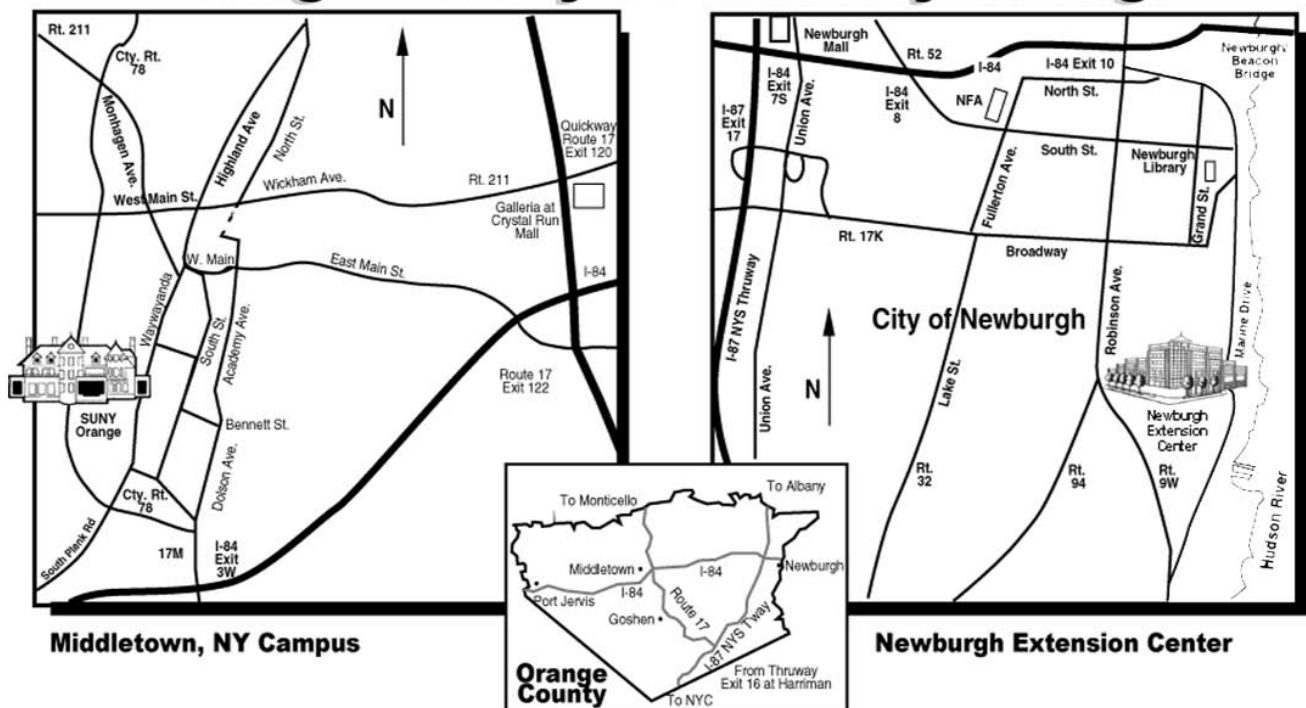 Rt. 211
Cty. Rt.
78
Monhagen Ave.
Highland Ave
North St.
N
Quickway
Route 17
Exit 120
West Main St.
Wickham Ave.
Rt. 211
Galleria at
Crystal Run
Mall
W. Main
East Main St.
I-84
Waywayanda
South St.
Academy Ave.
Route 17
Exit 122
SUNY
Orange
Bennett St.
Dolson Ave.
Cty. Rt.
78
South Plank Rd
17M
I-84
Exit
3W
Middletown, NY Campus
Newburgh
Mall
Rt. 52
I-84
I-84 Exit 10
Newburgh/
Beacon
Bridge
I-84
Exit
7S
Union Ave.
I-84
Exit
8
NFA
North St.
I-87
Exit
17
South St.
Newburgh
Library
Fullerton Ave.
Grand St.
Rt. 17K
Broadway
I-87 NYS Thruway
City of Newburgh
Robinson Ave.
Marine Drive
N
Lake St.
Union Ave.
Newburgh
Extension
Center
Rt.
32
Rt.
94
Rt.
9W
Hudson River
Newburgh Extension Center
To Monticello
To Albany
Middletown
I-84
Newburgh
Port Jervis
I-84
Goshen
Route 17
I-87 NYS T'way
Orange
County
From Thruway
Exit 16 at Harriman
To NYC